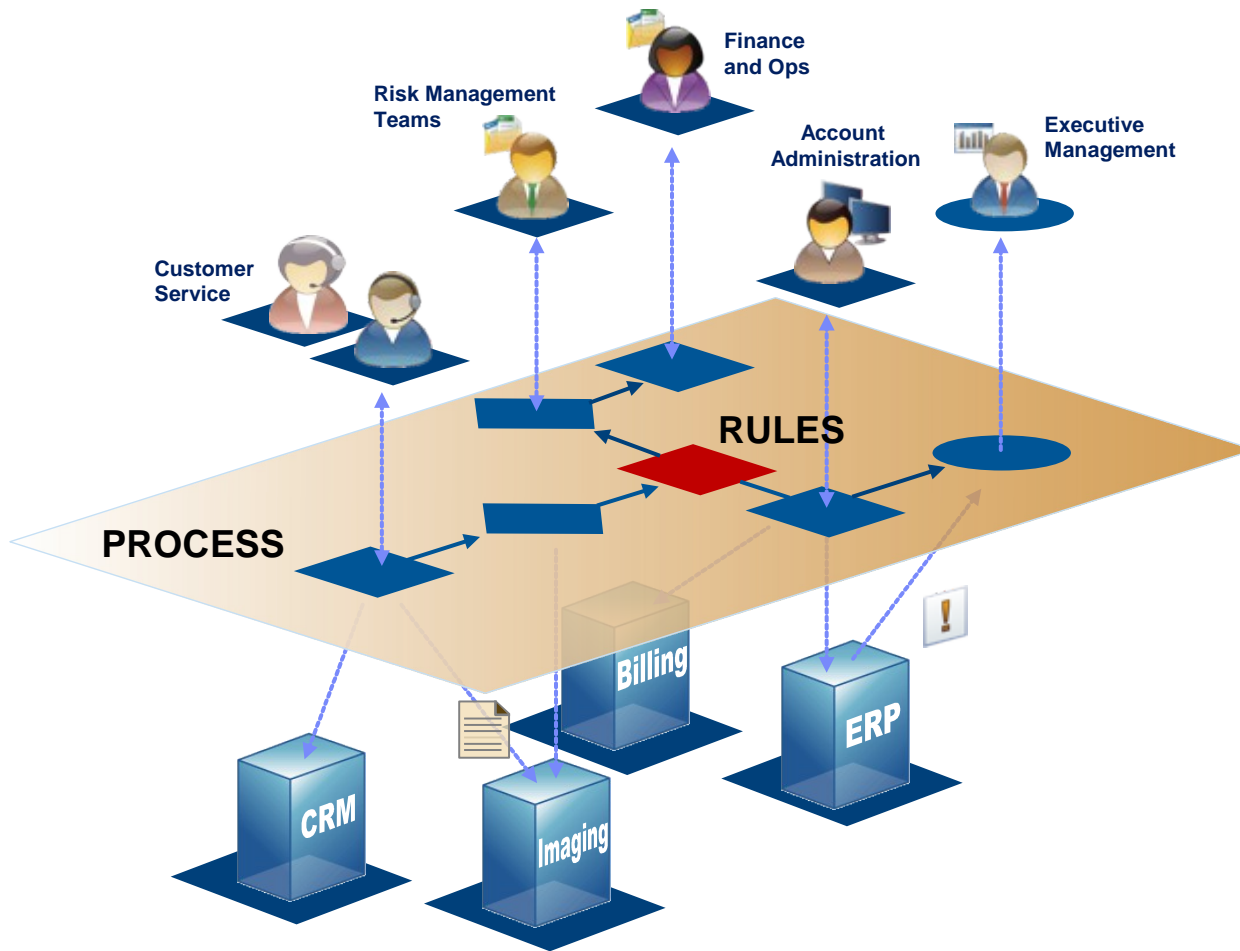 Finance
and Ops
Risk Management
Teams
Account
Administration
Executive
Management
Customer
Service
RULES
PROCESS
Billing
ERP
CRM
Imaging